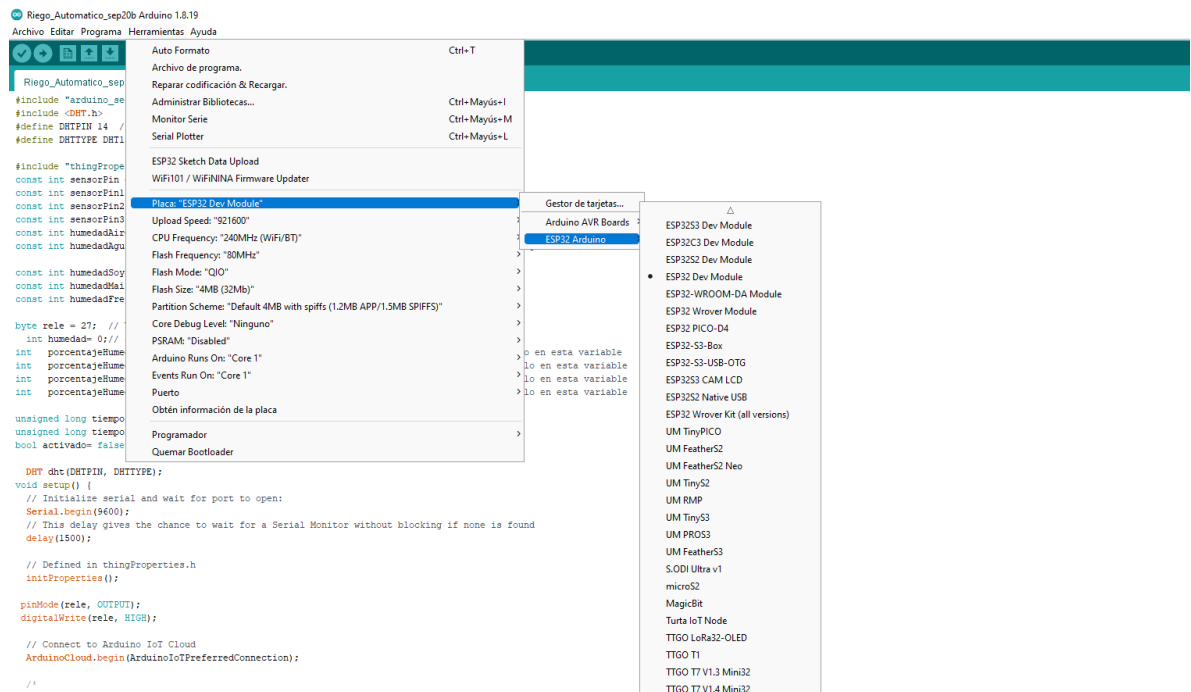 Riego_Automatico_sep20b Arduino 1.8.19
Archivo Editar Programa Herramientas Ayuda
Riego_Automatico_sep
#include "arduino_se
#include <DHT.h>
#define DHTPIN 14 /
#define DHTTYPE DHT1
#include "thingPrope
const int sensorPin
const int sensorPin1
const int sensorPin2
const int sensorPin3
const int humedadAir
const int humedadAgu
const int humedadSoy
const int humedadMai
const int humedadFre
byte rele = 27; //
int humedad= 0;//
int porcentajeHume
int porcentajeHume
int porcentajeHume
int porcentajeHume
unsigned long tiempo
unsigned long tiempo
bool activado= false
DHT dht(DHTPIN, DHTTYPE);
void setup() {
// Initialize serial and wait for port to open:
Serial.begin(9600);
// This delay gives the chance to wait for a Serial Monitor without blocking if none is found
delay(1500);
// Defined in thingProperties.h
initProperties();
pinMode(rele, OUTPUT);
digitalWrite(rele, HIGH);
// Connect to Arduino IoT Cloud
ArduinoCloud.begin(ArduinoIoTPreferredConnection);
/*
Auto Formato Ctrl+T
Archivo de programa.
Reparar codificación & Recargar.
Administrar Bibliotecas... Ctrl+Mayús+I
Monitor Serie Ctrl+Mayús+M
Serial Plotter Ctrl+Mayús+L
ESP32 Sketch Data Upload
WiFi101 / WiFiNINA Firmware Updater
Placa: "ESP32 Dev Module"
Upload Speed: "921600"
CPU Frequency: "240MHz (WiFi/BT)"
Flash Frequency: "80MHz"
Flash Mode: "QIO"
Flash Size: "4MB (32Mb)"
Partition Scheme: "Default 4MB with spiffs (1.2MB APP/1.5MB SPIFFS)"
Core Debug Level: "Ninguno"
PSRAM: "Disabled"
Arduino Runs On: "Core 1"
Events Run On: "Core 1"
Puerto
Obtén información de la placa
Programador
Quemar Bootloader
o en esta variable
lo en esta variable
lo en esta variable
lo en esta variable
Gestor de tarjetas...
Arduino AVR Boards
ESP32 Arduino
ESP32S3 Dev Module
ESP32C3 Dev Module
ESP32S2 Dev Module
ESP32 Dev Module
ESP32-WROOM-DA Module
ESP32 Wrover Module
ESP32 PICO-D4
ESP32-S3-Box
ESP32-S3-USB-OTG
ESP32S3 CAM LCD
ESP32S2 Native USB
ESP32 Wrover Kit (all versions)
UM TinyPICO
UM FeatherS2
UM FeatherS2 Neo
UM TinyS2
UM RMP
UM TinyS3
UM PROS3
UM FeatherS3
S.ODI Ultra v1
microS2
MagicBit
Turta IoT Node
TTGO LoRa32-OLED
TTGO T1
TTGO T7 V1.3 Mini32
TTGO T7 V1.4 Mini32